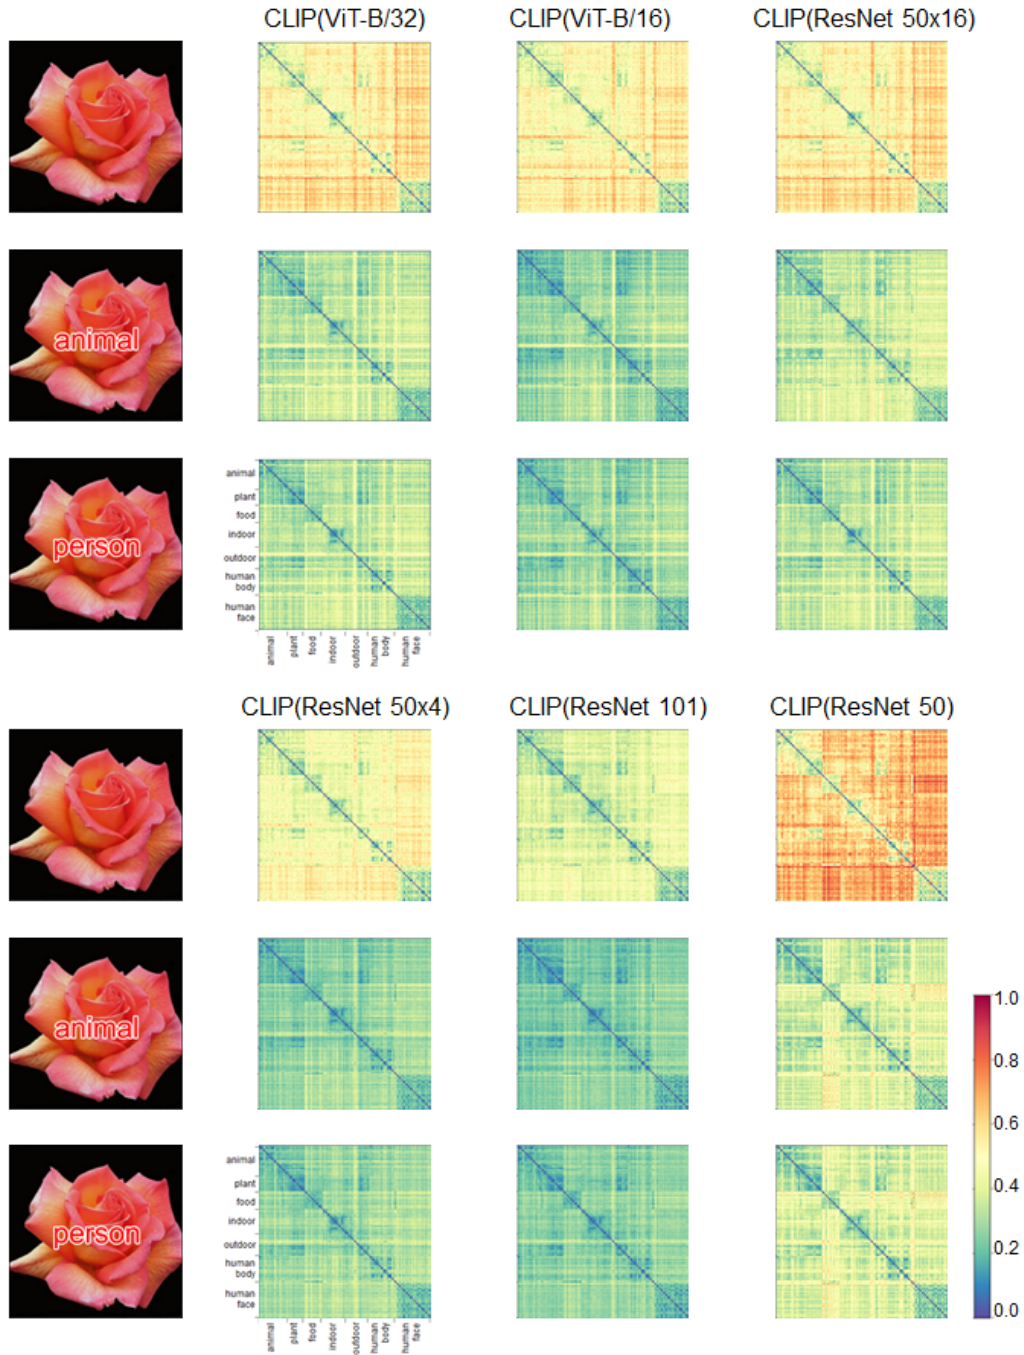 CLIP(ViT-B/32) CLIP(ViT-B/16) CLIP(ResNet 50x16)
animal
person
animal
plant
food
indoor
outdoor
human
body
human
face
animal plant food indoor outdoor human body human face
CLIP(ResNet 50x4) CLIP(ResNet 101) CLIP(ResNet 50)
animal
person
1.0
0.8
0.6
0.4
0.2
0.0
animal
plant
food
indoor
outdoor
human
body
human
face
animal plant food indoor outdoor human body human face